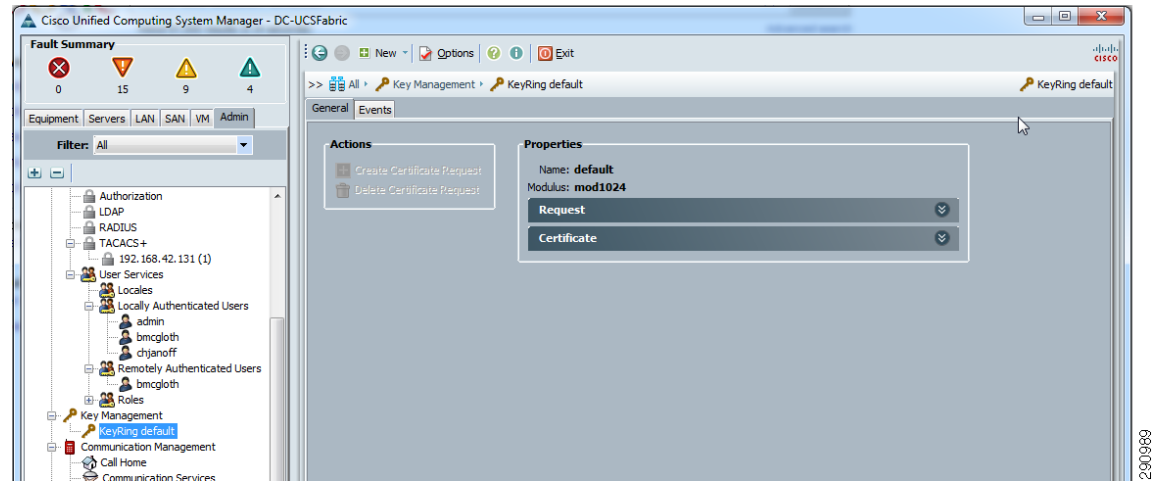 Cisco Unified Computing System Manager - DC-UCSFabric
Fault Summary
0 15 9 4
Equipment Servers LAN SAN VM Admin
Filter: All
Authorization
LDAP
RADIUS
TACACS+
192.168.42.131 (1)
User Services
Locales
Locally Authenticated Users
admin
bmcgloth
chjanoff
Remotely Authenticated Users
bmcgloth
Roles
Key Management
KeyRing default
Communication Management
Call Home
Communication Services
New Options Exit
cisco
>> All Key Management KeyRing default
KeyRing default
General Events
Actions
Create Certificate Request
Delete Certificate Request
Properties
Name: default
Modulus: mod1024
Request
Certificate
290989